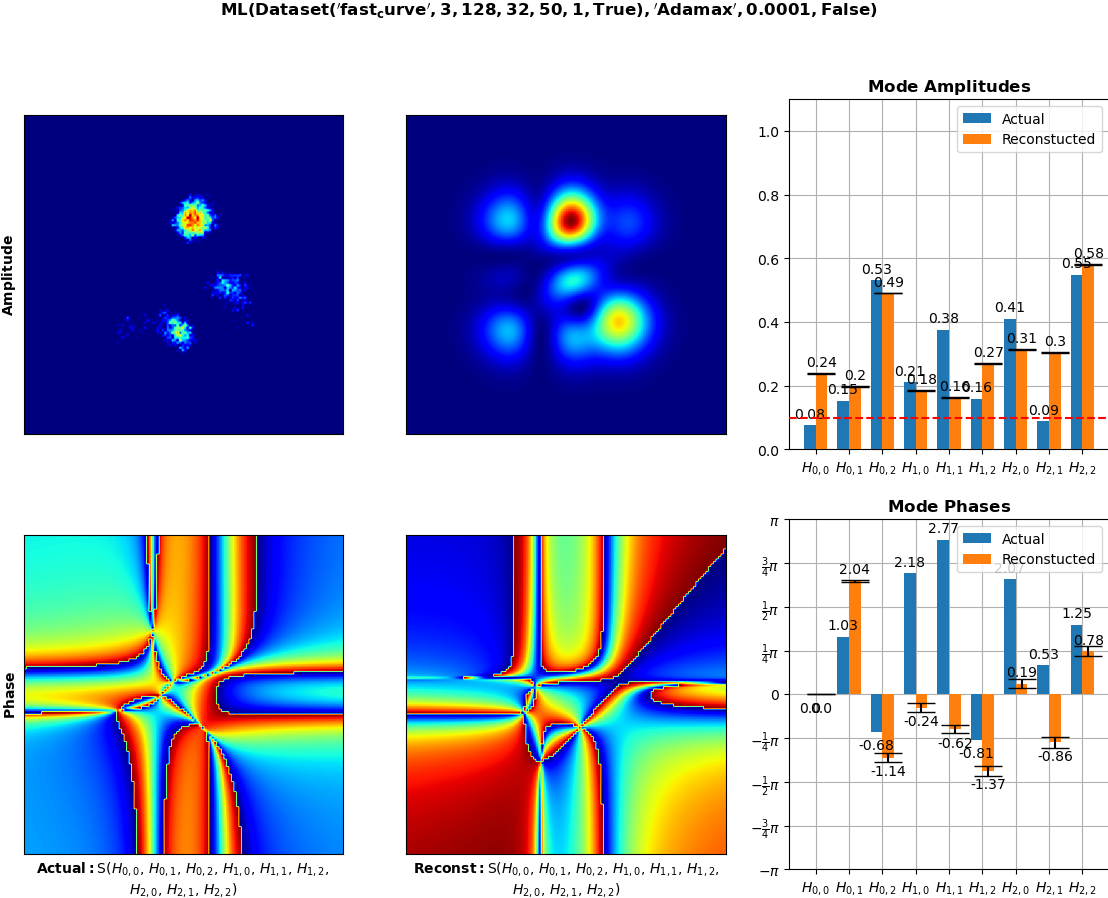 ML(Dataset('fast_curve', 3, 128, 32, 50, 1, True), 'Adamax', 0.0001, False)
Mode Amplitudes
Amplitude
1.0
0.8
0.6
0.4
0.2
0.0
Actual
Reconstucted
0.08
0.24
0.15
0.2
0.53
0.49
0.21
0.18
0.38
0.16
0.16
0.27
0.41
0.31
0.09
0.3
0.55
0.58
H0,0 H0,1 H0,2 H1,0 H1,1 H1,2 H2,0 H2,1 H2,2
Mode Phases
Phase
π
3/4π
1/2π
1/4π
0
−1/4π
−1/2π
−3/4π
−π
Actual
Reconstucted
0.0
0.0
1.03
2.04
-0.68
-1.14
2.18
-0.24
2.77
-0.62
-0.81
-1.37
2.07
0.19
0.53
-0.86
1.25
0.78
H0,0 H0,1 H0,2 H1,0 H1,1 H1,2 H2,0 H2,1 H2,2
Actual: S(H0,0, H0,1, H0,2, H1,0, H1,1, H1,2,
H2,0, H2,1, H2,2)
Reconst: S(H0,0, H0,1, H0,2, H1,0, H1,1, H1,2,
H2,0, H2,1, H2,2)